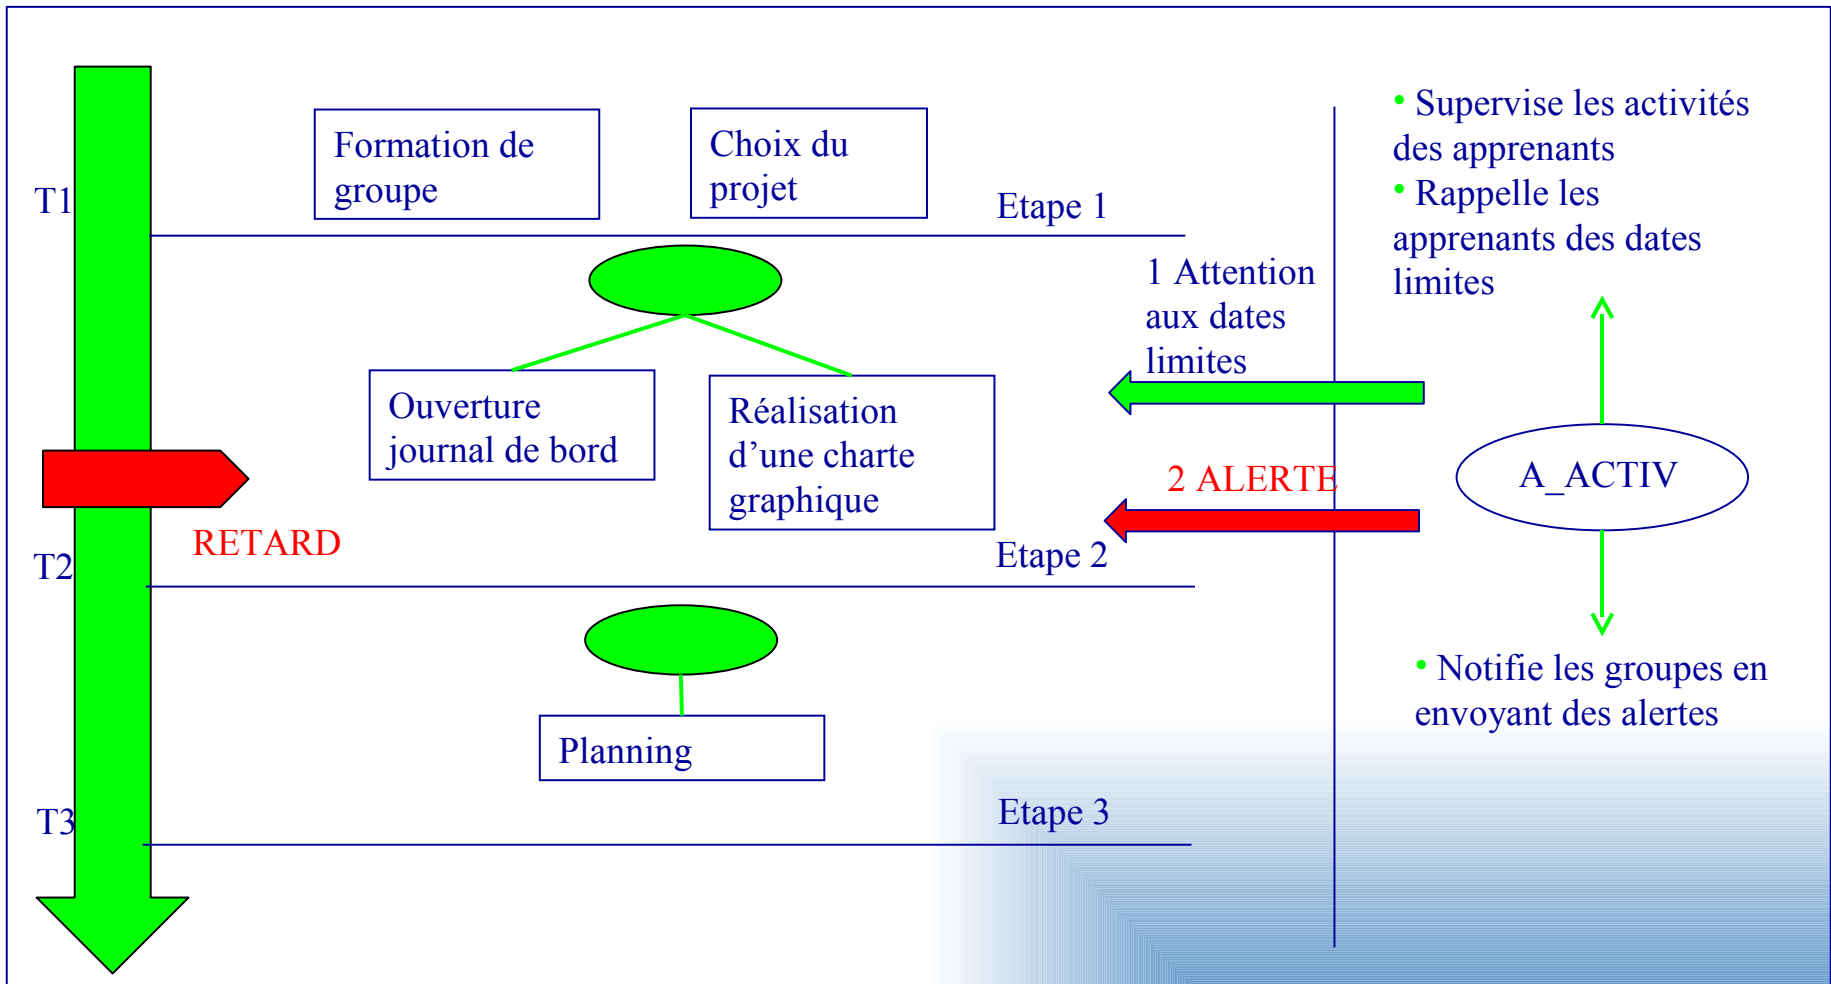 T1
Formation de
groupe
Choix du
projet
Etape 1
• Supervise les activités
des apprenants
• Rappelle les
apprenants des dates
limites
1 Attention
aux dates
limites
Ouverture
journal de bord
Réalisation
d’une charte
graphique
2 ALERTE
A_ACTIV
RETARD
T2
Etape 2
• Notifie les groupes en
envoyant des alertes
Planning
T3
Etape 3